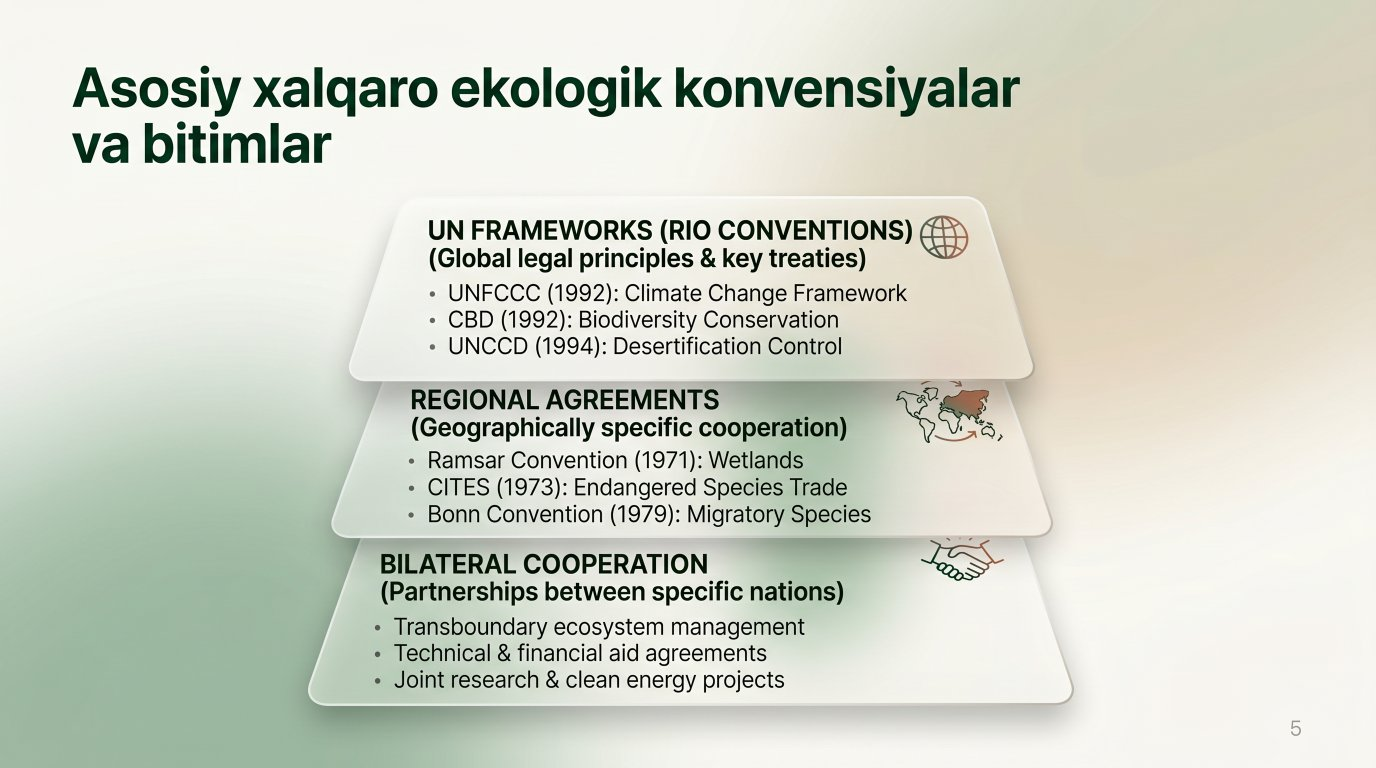 Asosiy xalqaro ekologik konvensiyalar
va bitimlar
UN FRAMEWORKS (RIO CONVENTIONS)
(Global legal principles & key treaties)
• UNFCCC (1992): Climate Change Framework
• CBD (1992): Biodiversity Conservation
• UNCCD (1994): Desertification Control
REGIONAL AGREEMENTS
(Geographically specific cooperation)
• Ramsar Convention (1971): Wetlands
• CITES (1973): Endangered Species Trade
• Bonn Convention (1979): Migratory Species
BILATERAL COOPERATION
(Partnerships between specific nations)
• Transboundary ecosystem management
• Technical & financial aid agreements
• Joint research & clean energy projects
5